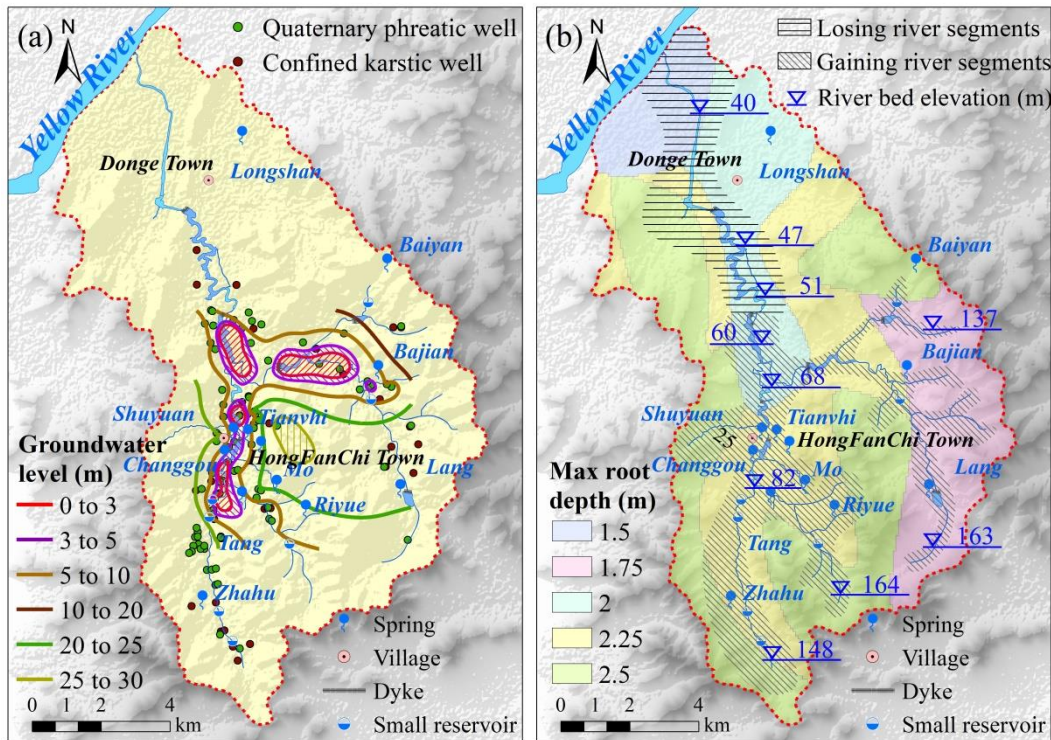 (a)
N
Quaternary phreatic well
Confined karstic well
Yellow River
Donge Town
Longshan
Baiyan
Bajian
Shuyuan
Tianvhi
HongFanChi Town
Changgou
Mo
Lang
Riyue
Tang
Zhahu
Groundwater
level (m)
0 to 3
3 to 5
5 to 10
10 to 20
20 to 25
25 to 30
Spring
Village
Dyke
Small reservoir
0 2 4
km
(b)
N
Losing river segments
Gaining river segments
River bed elevation (m)
Yellow River
40
Donge Town
Longshan
47
Baiyan
51
60
137
Bajian
68
Shuyuan
Tianvhi
25
HongFanChi Town
Changgou
82
Mo
Lang
Riyue
Tang
163
164
Zhahu
148
Max root
depth (m)
1.5
1.75
2
2.25
2.5
Spring
Village
Dyke
Small reservoir
0 2 4
km